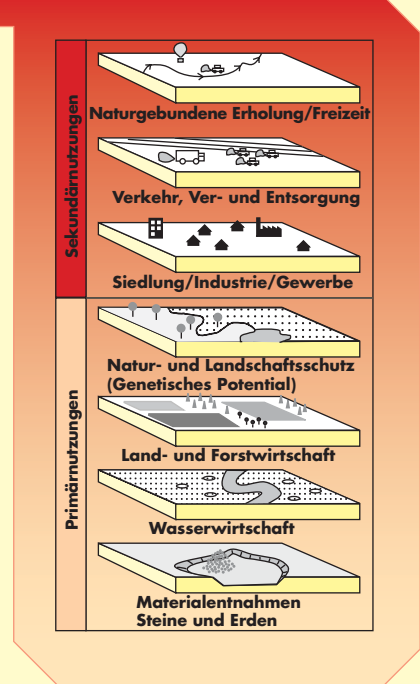 Sekundärnutzungen
Naturgebundene Erholung/Freizeit
Verkehr, Ver- und Entsorgung
Siedlung/Industrie/Gewerbe
Primärnutzungen
Natur- und Landschaftsschutz
(Genetisches Potential)
Land- und Forstwirtschaft
Wasserwirtschaft
Materialentnahmen
Steine und Erden